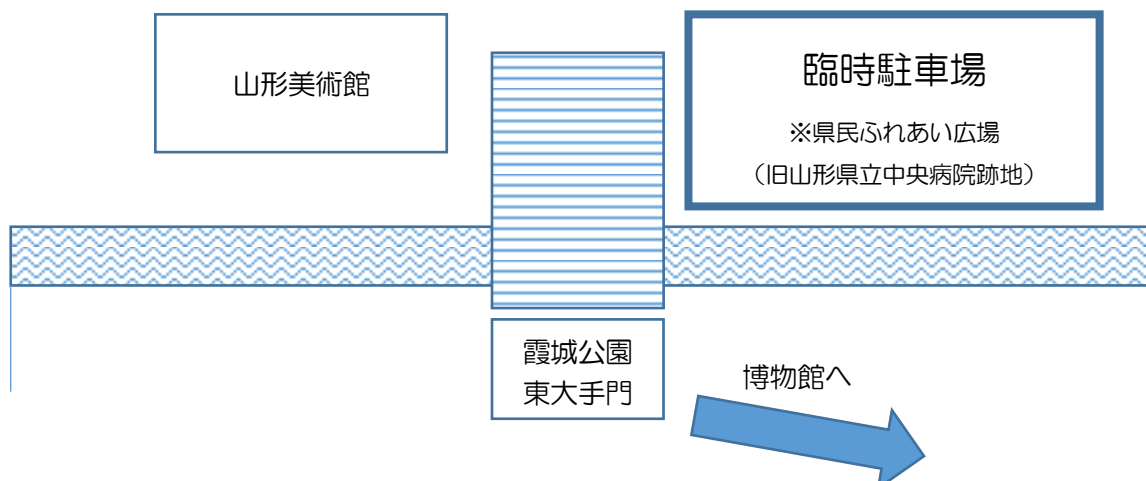 山形美術館
臨時駐車場
※県民ふれあい広場
（旧山形県立中央病院跡地）
霞城公園
東大手門
博物館へ